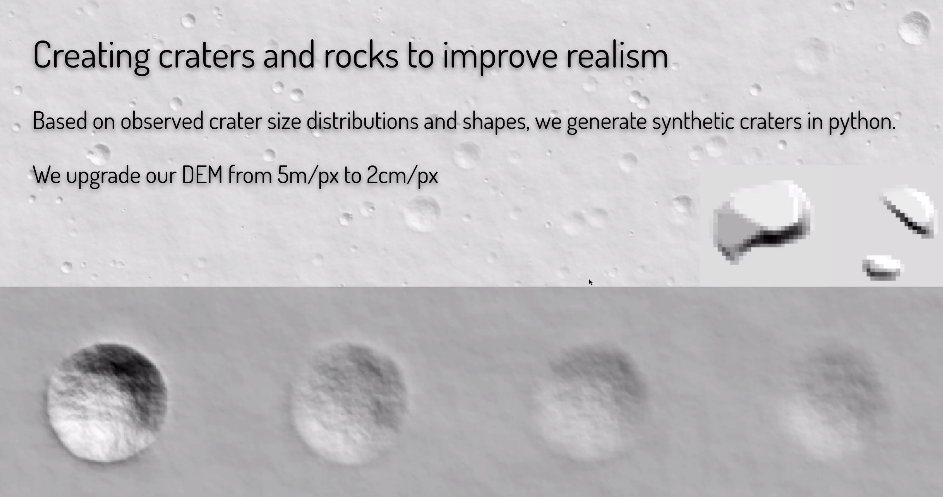 Creating craters and rocks to improve realism
Based on observed crater size distributions and shapes, we generate synthetic craters in python.
We upgrade our DEM from 5m/px to 2cm/px